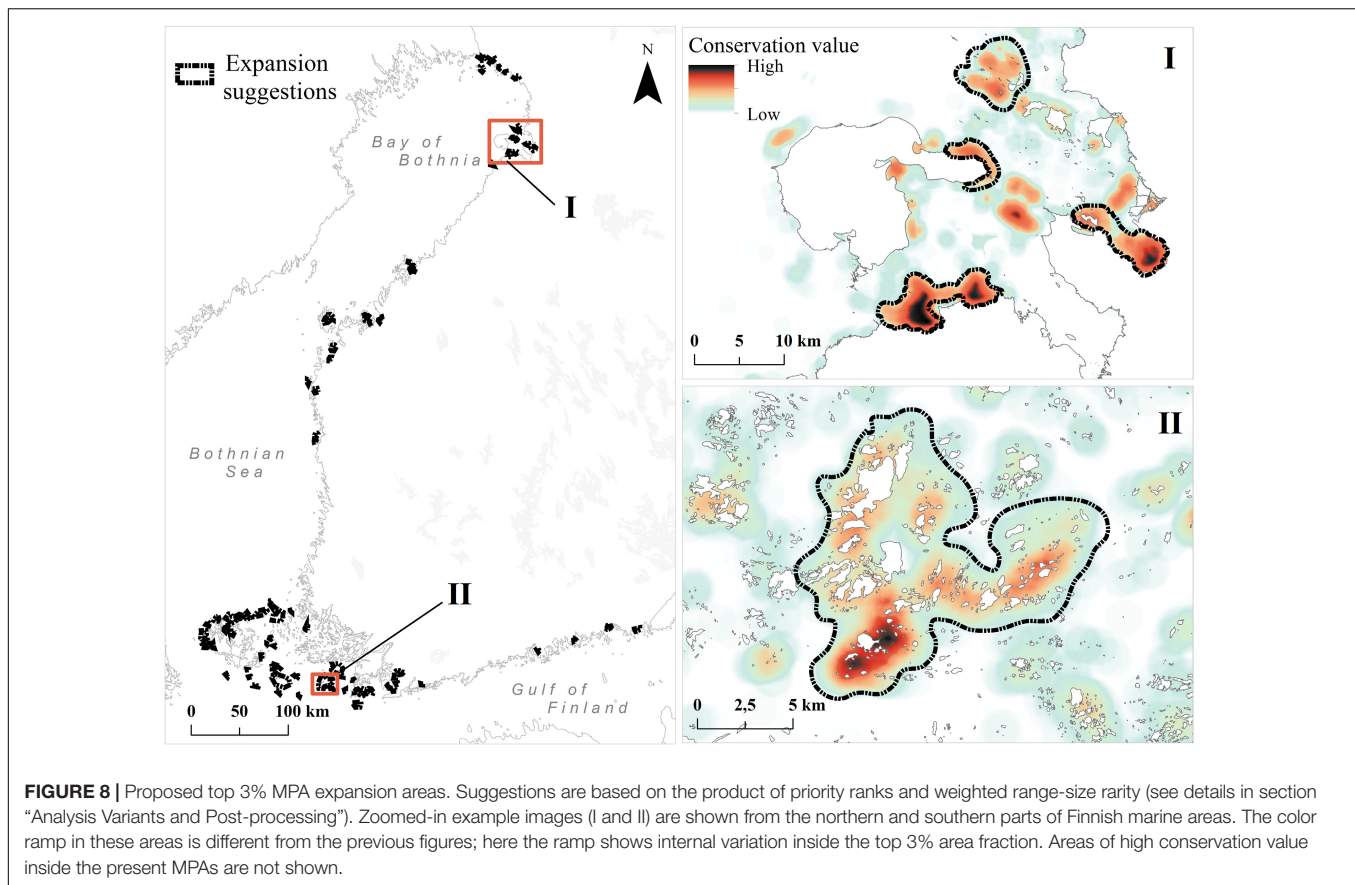 Expansion
suggestions
N
Bay of
Bothnia
I
Bothnian
Sea
II
Gulf of
Finland
0 50 100 km
Conservation value
High
Low
I
0 5 10 km
II
0 2,5 5 km
FIGURE 8 | Proposed top 3% MPA expansion areas. Suggestions are based on the product of priority ranks and weighted range-size rarity (see details in section
“Analysis Variants and Post-processing”). Zoomed-in example images (I and II) are shown from the northern and southern parts of Finnish marine areas. The color
ramp in these areas is different from the previous figures; here the ramp shows internal variation inside the top 3% area fraction. Areas of high conservation value
inside the present MPAs are not shown.